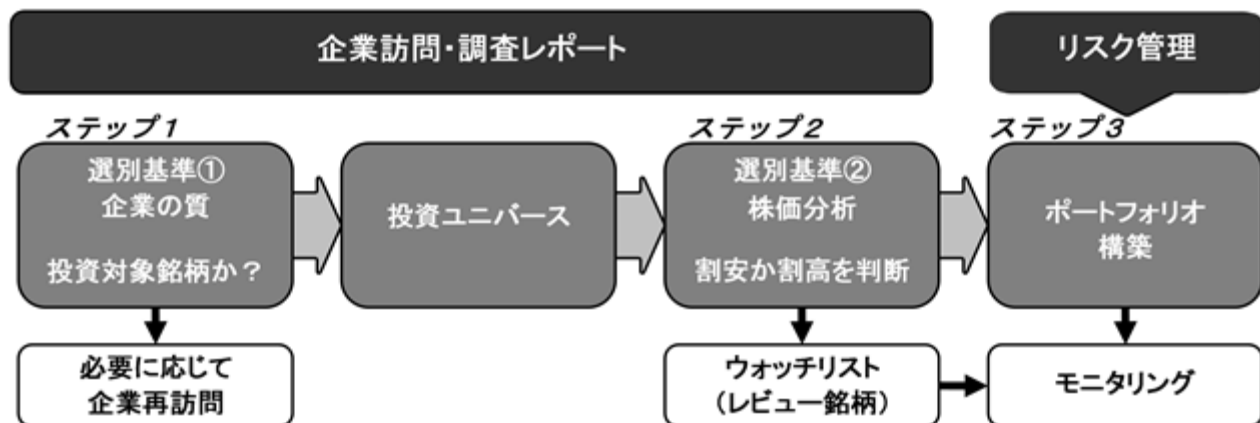 企業訪問・調査レポート
リスク管理
ステップ1
ステップ2
ステップ3
選別基準①
企業の質
投資対象銘柄か？
投資ユニバース
選別基準②
株価分析
割安か割高を判断
ポートフォリオ
構築
必要に応じて
企業再訪問
ウォッチリスト
（レビュー銘柄）
モニタリング